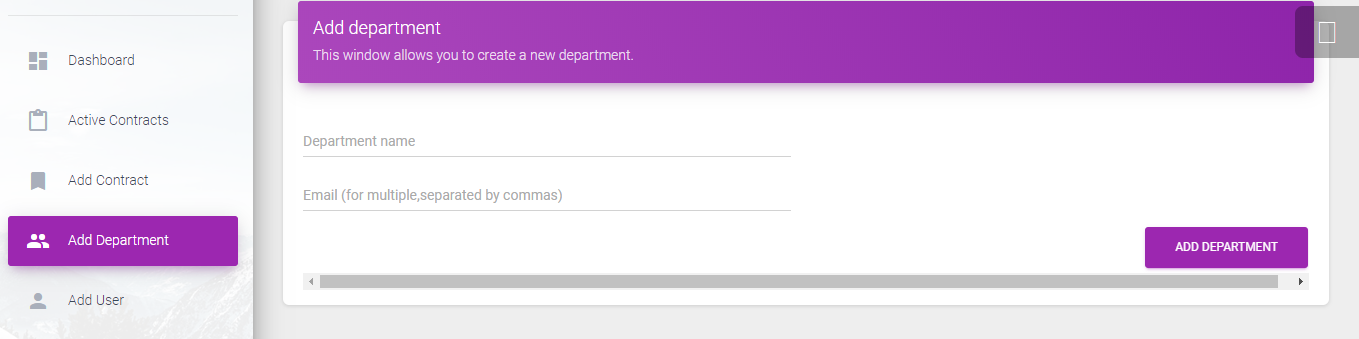 Dashboard
Active Contracts
Add Contract
Add Department
Add User
Add department
This window allows you to create a new department.
Department name
Email (for multiple,separated by commas)
ADD DEPARTMENT